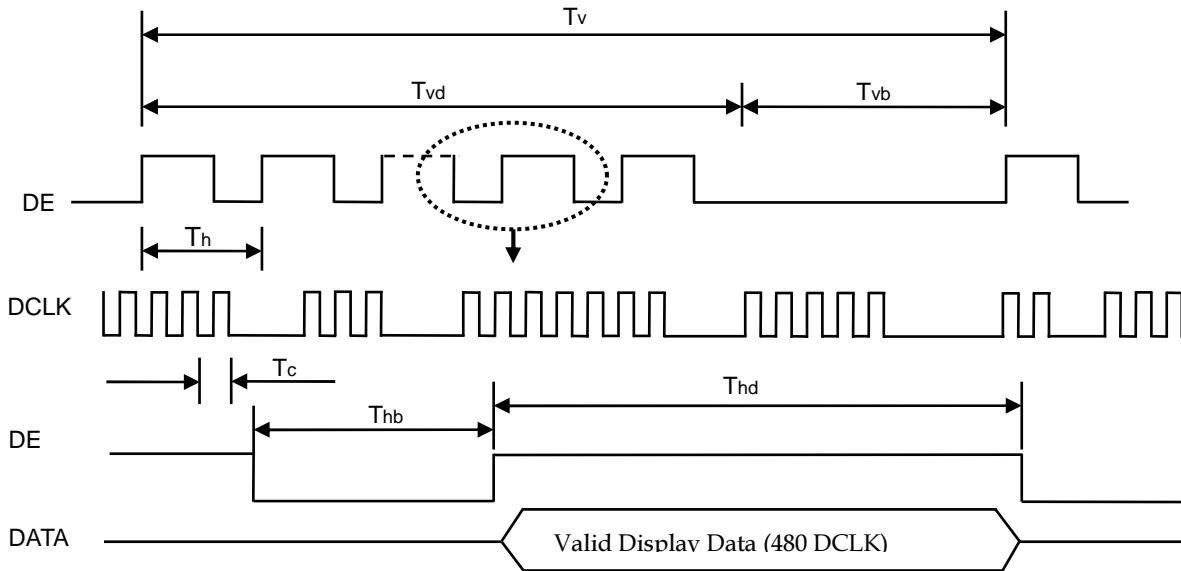 Tv
Tvd
Tvb
DE
Th
DCLK
Tc
Thd
Thb
DE
DATA
Valid Display Data (480 DCLK)